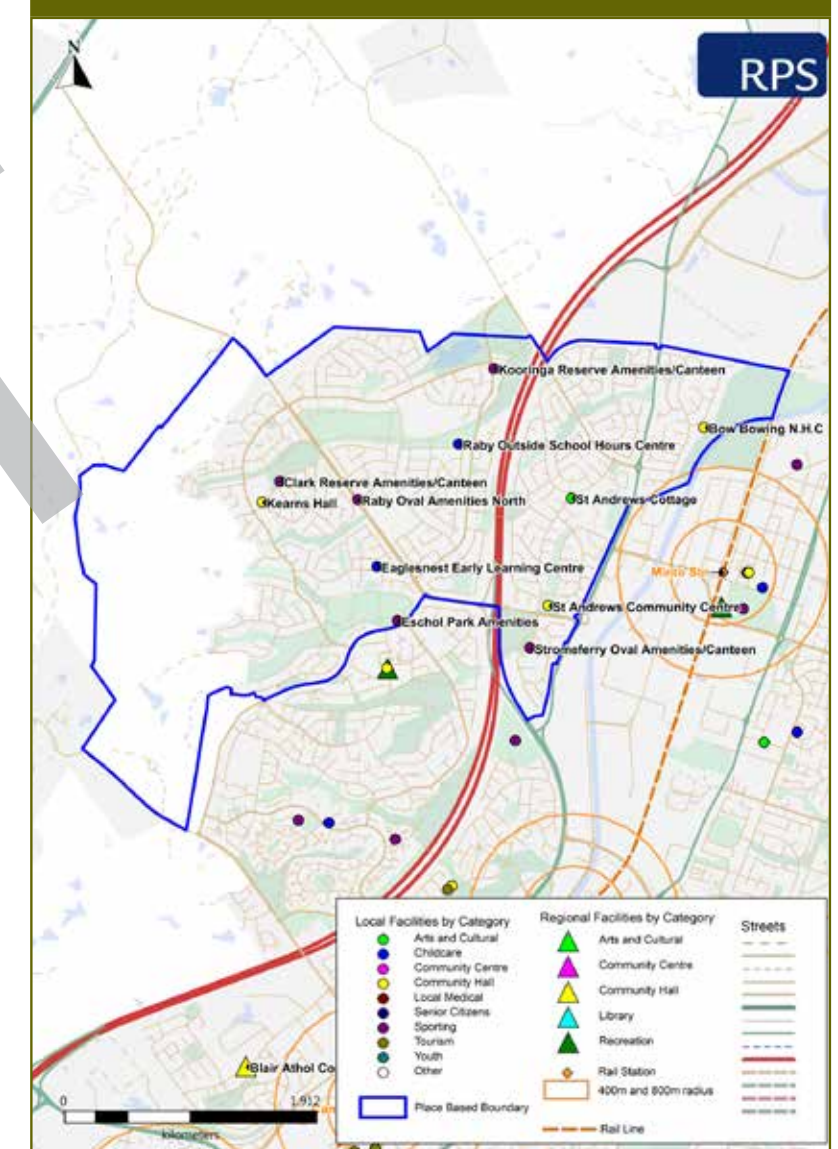 N
RPS
Kooringa Reserve Amenities/Canteen
Bow Bowing N.H.C
Raby Outside School Hours Centre
Clark Reserve Amenities/Canteen
Kearns Hall
Raby Oval Amenities North
St Andrews Cottage
Eaglesnest Early Learning Centre
Minto Stn
St Andrews Community Centre
Eschol Park Amenities
Stromeferry Oval Amenities/Canteen
Blair Athol Co
0
1.912
kilometers
Local Facilities by Category
Arts and Cultural
Childcare
Community Centre
Community Hall
Local Medical
Senior Citizens
Sporting
Tourism
Youth
Other
Place Based Boundary
Regional Facilities by Category
Arts and Cultural
Community Centre
Community Hall
Library
Recreation
Rail Station
400m and 800m radius
Rail Line
Streets